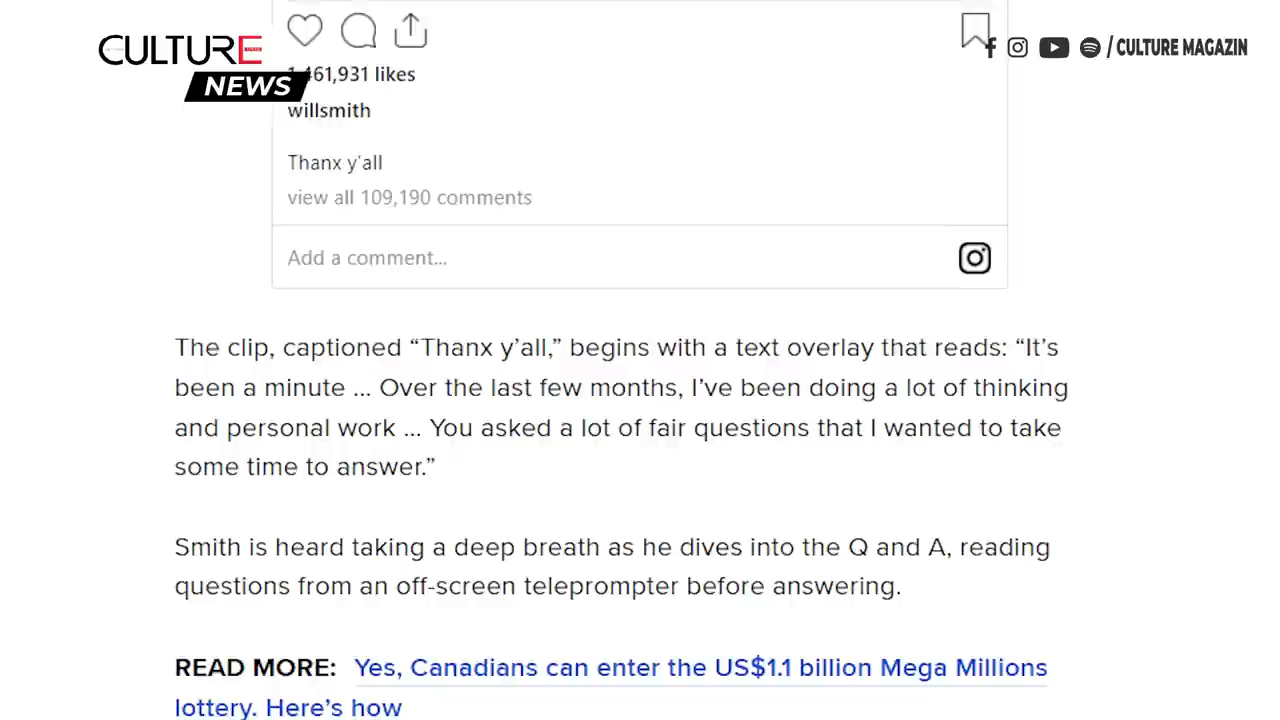 CULTURE
NEWS
/ CULTURE MAGAZIN
1,461,931 likes
willsmith
Thanx y'all
view all 109,190 comments
Add a comment...
The clip, captioned “Thanx y’all,” begins with a text overlay that reads: “It’s
been a minute … Over the last few months, I’ve been doing a lot of thinking
and personal work … You asked a lot of fair questions that I wanted to take
some time to answer.”
Smith is heard taking a deep breath as he dives into the Q and A, reading
questions from an off-screen teleprompter before answering.
READ MORE: Yes, Canadians can enter the US$1.1 billion Mega Millions
lottery. Here’s how